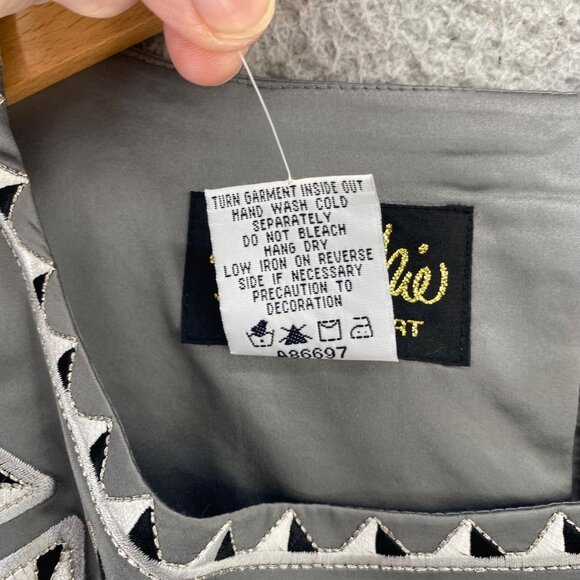 TURN GARMENT INSIDE OUT
HAND WASH COLD
SEPARATELY
DO NOT BLEACH
HANG DRY
LOW IRON ON REVERSE
SIDE IF NECESSARY
PRECAUTION TO
DECORATION
A86697